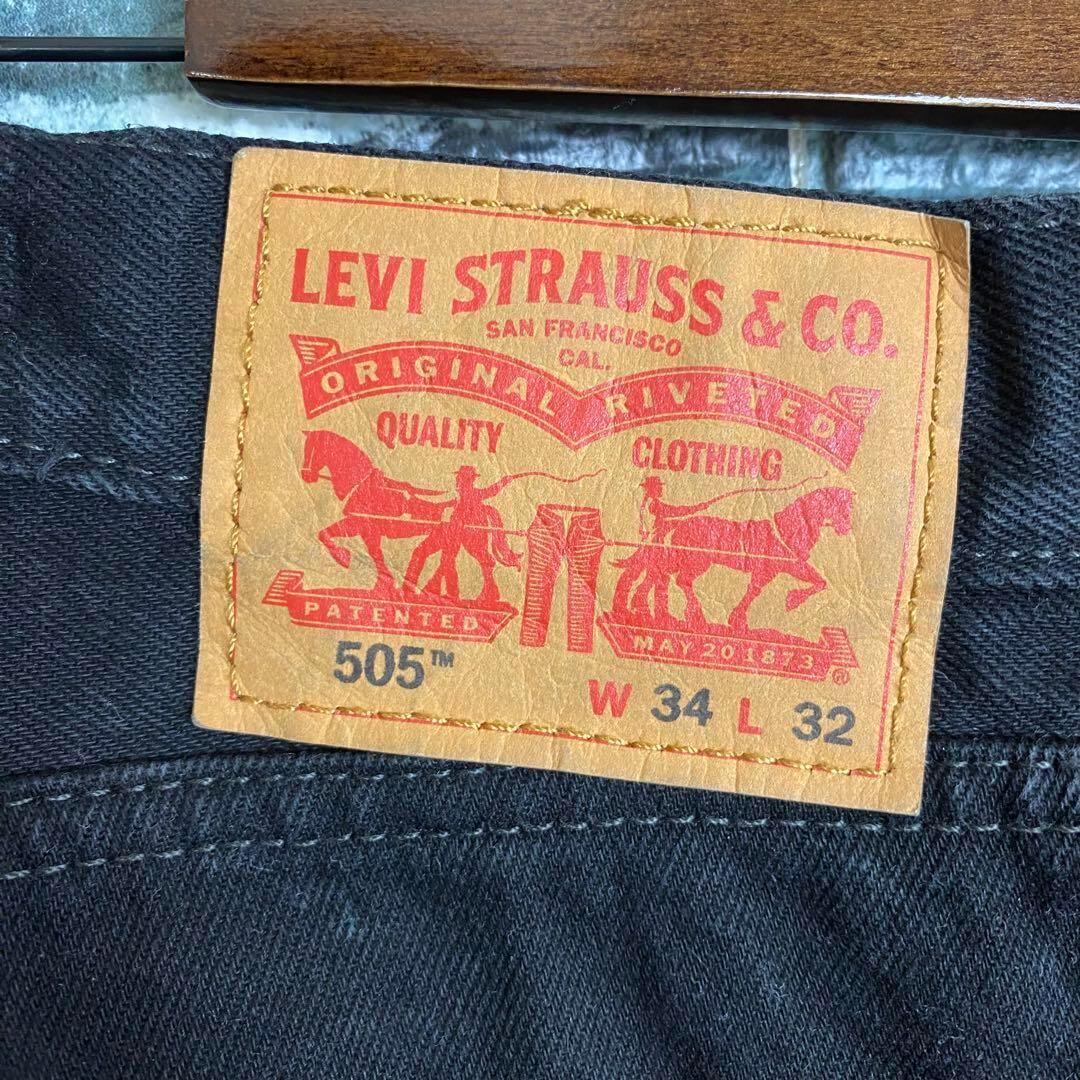 LEVI STRAUSS & CO.
SAN FRANCISCO
CAL.
ORIGINAL RIVETED
QUALITY CLOTHING
PATENTED MAY 20 1873 ®
505™
W 34 L 32